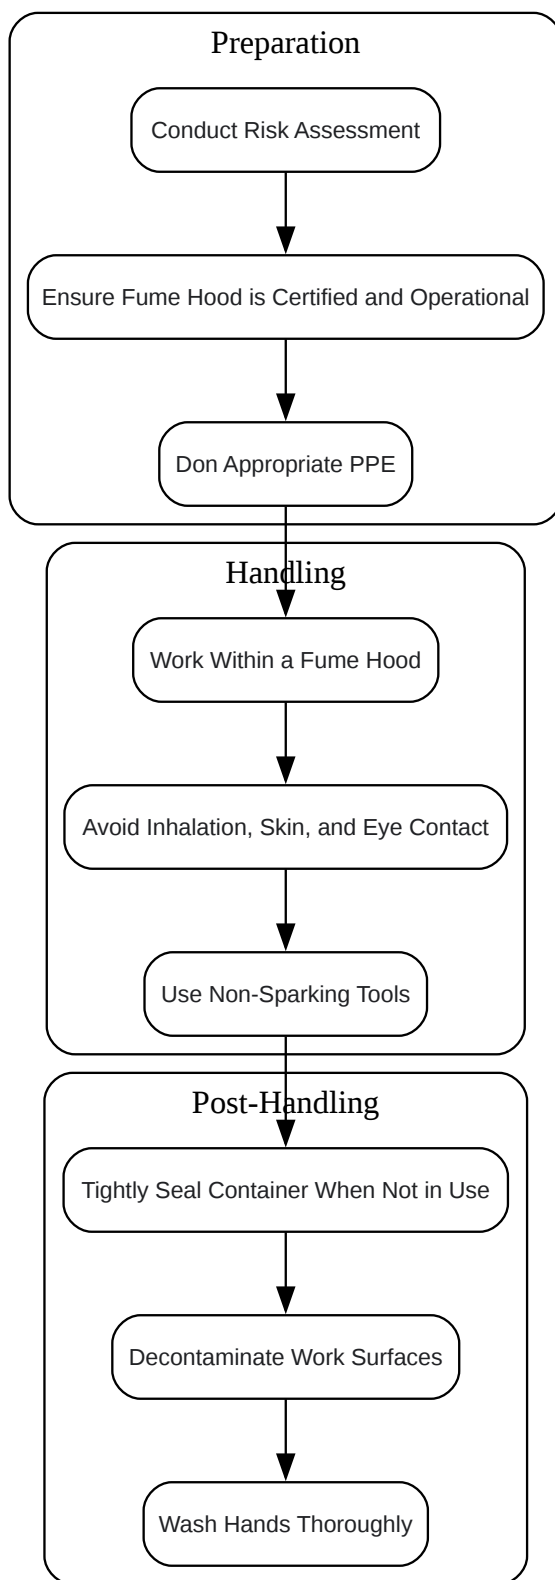 Preparation
Conduct Risk Assessment
Ensure Fume Hood is Certified and Operational
Don Appropriate PPE
Handling
Work Within a Fume Hood
Avoid Inhalation, Skin, and Eye Contact
Use Non-Sparking Tools
Post-Handling
Tightly Seal Container When Not in Use
Decontaminate Work Surfaces
Wash Hands Thoroughly